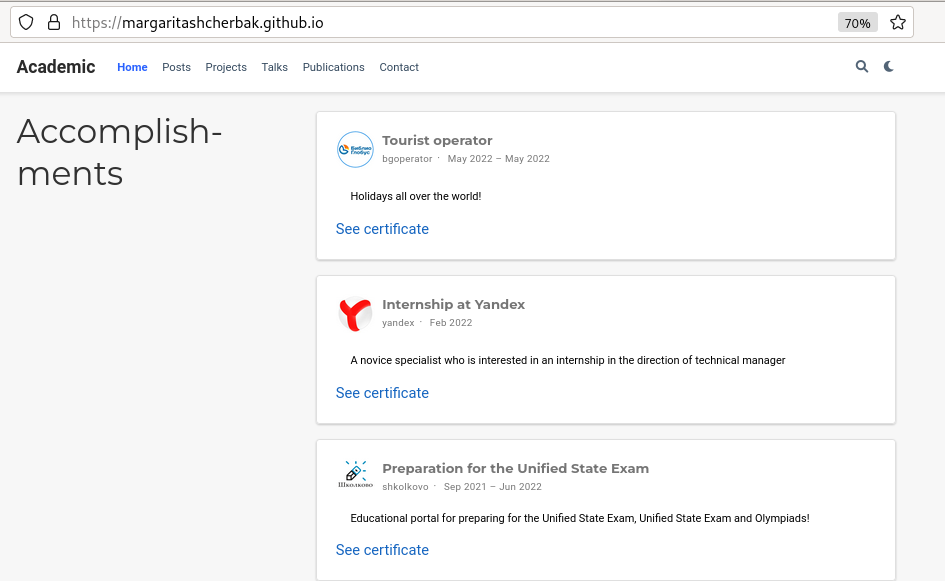 https://margaritashcherbak.github.io 70%
Academic Home Posts Projects Talks Publications Contact
Accomplish-
ments
Библио
Глобус
Tourist operator
bgoperator · May 2022 – May 2022
Holidays all over the world!
See certificate
Internship at Yandex
yandex · Feb 2022
A novice specialist who is interested in an internship in the direction of technical manager
See certificate
Школково
Preparation for the Unified State Exam
shkolkovo · Sep 2021 – Jun 2022
Educational portal for preparing for the Unified State Exam, Unified State Exam and Olympiads!
See certificate